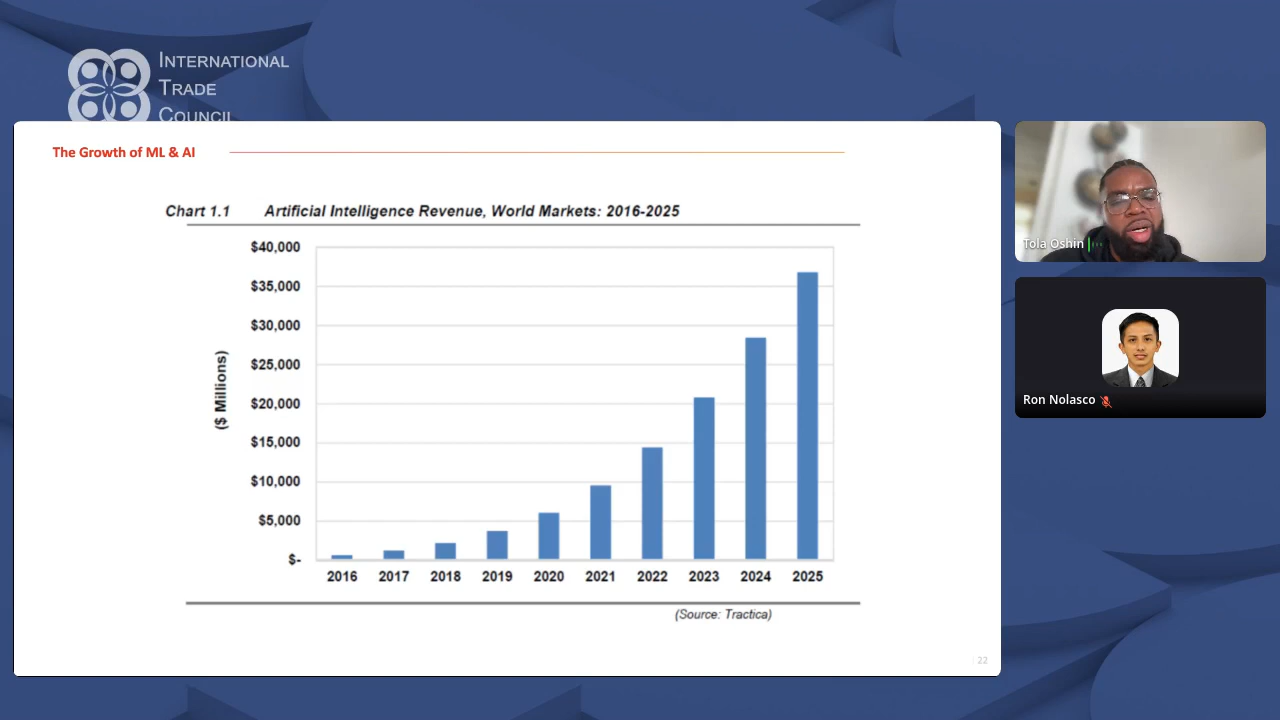 INTERNATIONAL
TRADE
COUNCIL
The Growth of ML & AI
Chart 1.1 Artificial Intelligence Revenue, World Markets: 2016-2025
$40,000
$35,000
$30,000
$25,000
$20,000
$15,000
$10,000
$5,000
$-
($ Millions)
2016 2017 2018 2019 2020 2021 2022 2023 2024 2025
(Source: Tractica)
22
Tola Oshin
Ron Nolasco